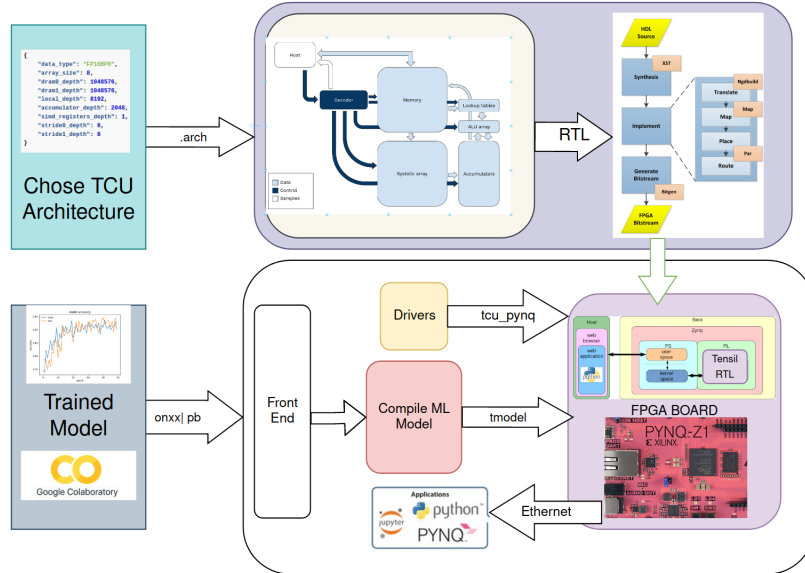 {
"data_type": "FP16BP8",
"array_size": 8,
"dram0_depth": 1048576,
"dram1_depth": 1048576,
"local_depth": 8192,
"accumulator_depth": 2048,
"simd_registers_depth": 1,
"stride0_depth": 8,
"stride1_depth": 8
}
Chose TCU
Architecture
.arch
Host
Decoder
Memory
Lookup tables
ALU array
Systolic array
Accumulators
Data
Control
Samples
RTL
HDL
Source
XST
Synthesis
Implement
Generate
Bitstream
Bitgen
FPGA
Bitstream
Ngdbuild
Translate
Map
Map
Place
Par
Route
Trained
Model
Google Colaboratory
onxx| pb
Front
End
Drivers
tcu_pynq
Compile ML
Model
tmodel
Host
web
browser
web
application
python
Zynq
PS
user
space
kernel
space
PL
Tensil
RTL
FPGA BOARD
PYNQ-Z1
XILINX
Ethernet
Applications
jupyter
python™
PYNQ™